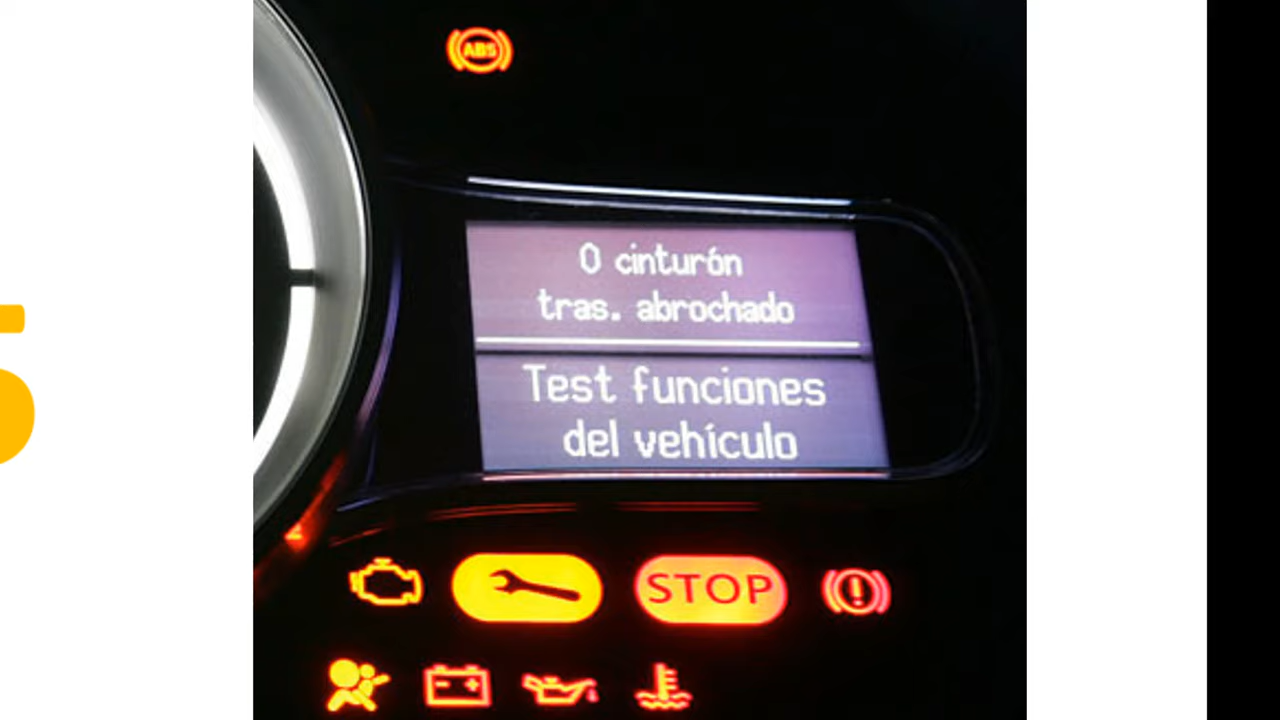 ABS
0 cinturón
tras. abrochado
Test funciones
del vehículo
STOP